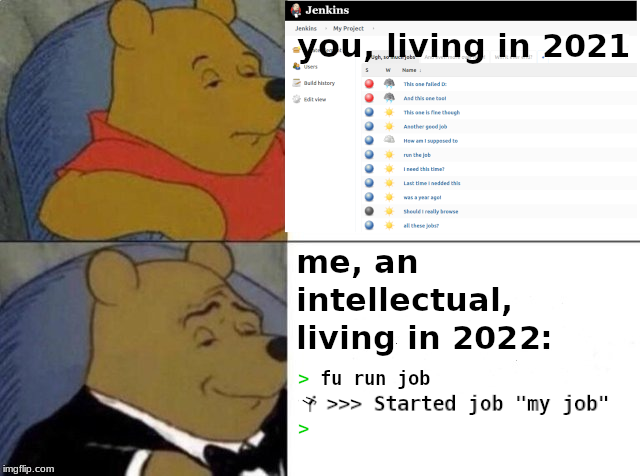 Jenkins
Jenkins My Project
you, living in 2021
Users
Build history
Edit view
S W Name ↓
This one failed D:
And this one too!
This one is fine though
Another good job
How am I supposed to
run the job
I need this time?
Last time I nedded this
was a year ago!
Should I really browse
all these jobs?
me, an
intellectual,
living in 2022:
> fu run job
>>> Started job "my job"
>
imgflip.com